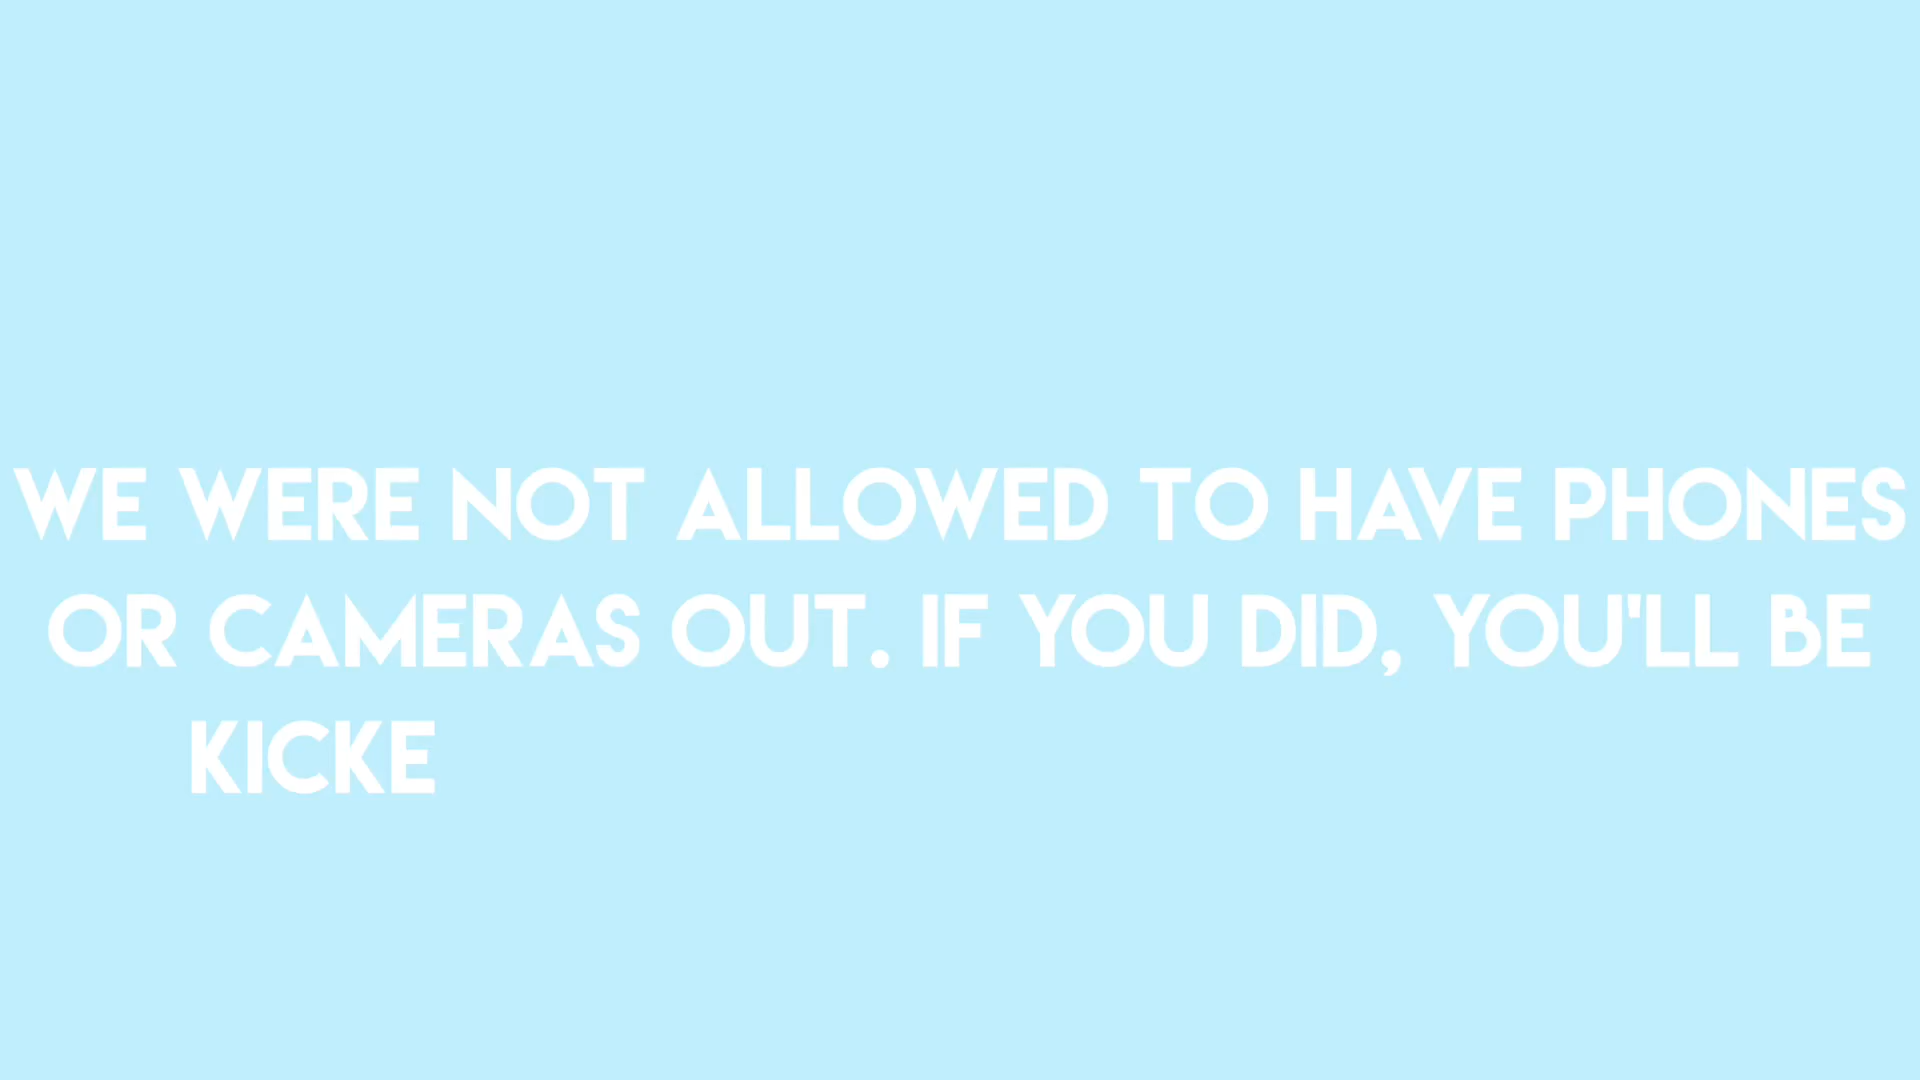 WE WERE NOT ALLOWED TO HAVE PHONES
OR CAMERAS OUT. IF YOU DID, YOU'LL BE
KICKE